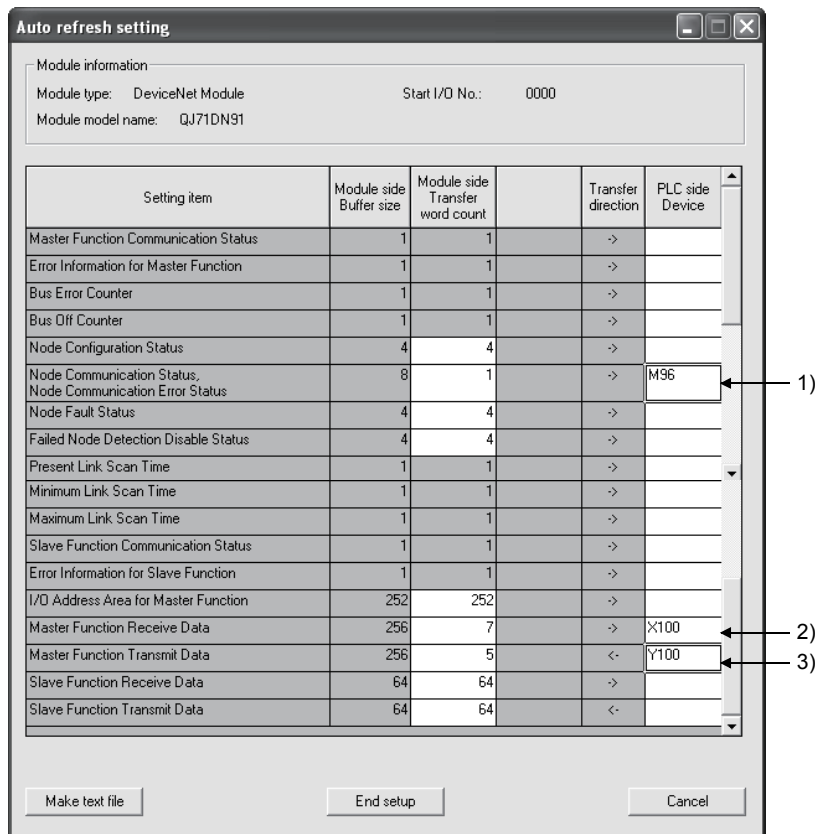 Auto refresh setting
Module information
Module type: DeviceNet Module Start I/O No.: 0000
Module model name: QJ71DN91
Setting item Module side Buffer size Module side Transfer word count Transfer direction PLC side Device
Master Function Communication Status 1 1 ->
Error Information for Master Function 1 1 ->
Bus Error Counter 1 1 ->
Bus Off Counter 1 1 ->
Node Configuration Status 4 4 ->
Node Communication Status, Node Communication Error Status 8 1 -> M96 1)
Node Fault Status 4 4 ->
Failed Node Detection Disable Status 4 4 ->
Present Link Scan Time 1 1 ->
Minimum Link Scan Time 1 1 ->
Maximum Link Scan Time 1 1 ->
Slave Function Communication Status 1 1 ->
Error Information for Slave Function 1 1 ->
I/O Address Area for Master Function 252 252 ->
Master Function Receive Data 256 7 -> X100 2)
Master Function Transmit Data 256 5 <- Y100 3)
Slave Function Receive Data 64 64 ->
Slave Function Transmit Data 64 64 <-
Make text file End setup Cancel